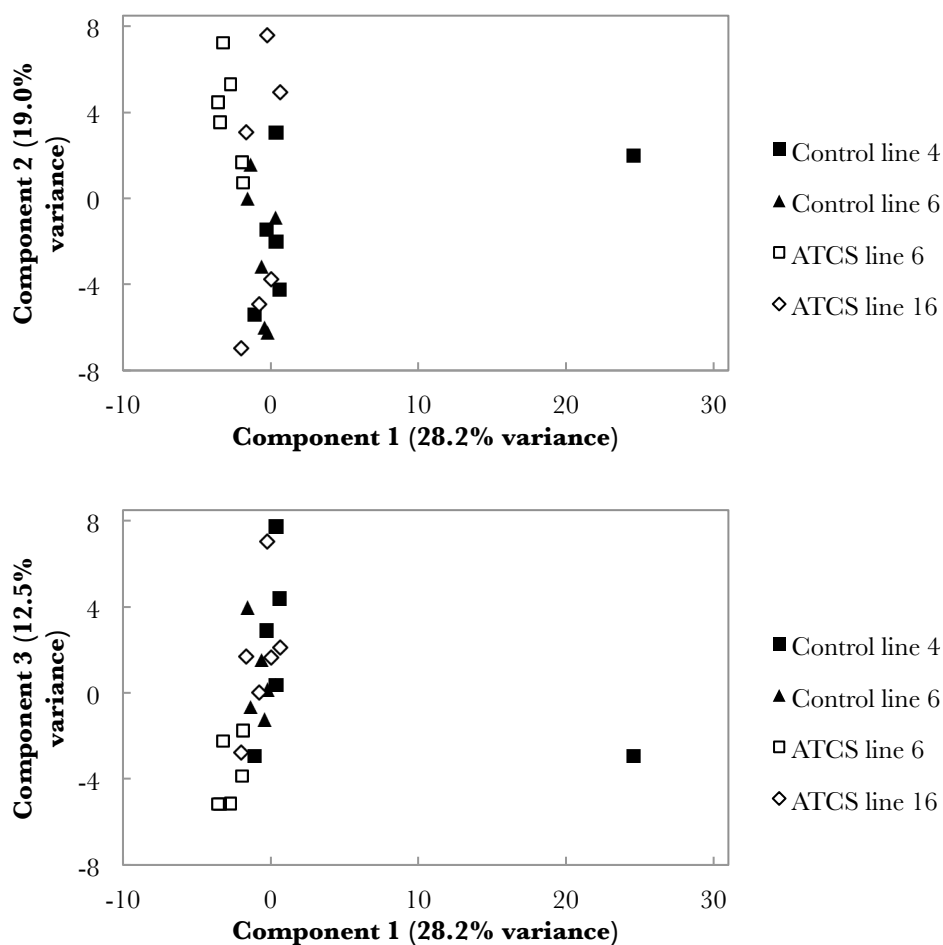 8
4
0
-4
-8
-10
0
10
20
30
Component 2 (19.0%
variance)
Component 1 (28.2% variance)
Control line 4
Control line 6
ATCS line 6
ATCS line 16
8
4
0
-4
-8
-10
0
10
20
30
Component 3 (12.5%
variance)
Component 1 (28.2% variance)
Control line 4
Control line 6
ATCS line 6
ATCS line 16